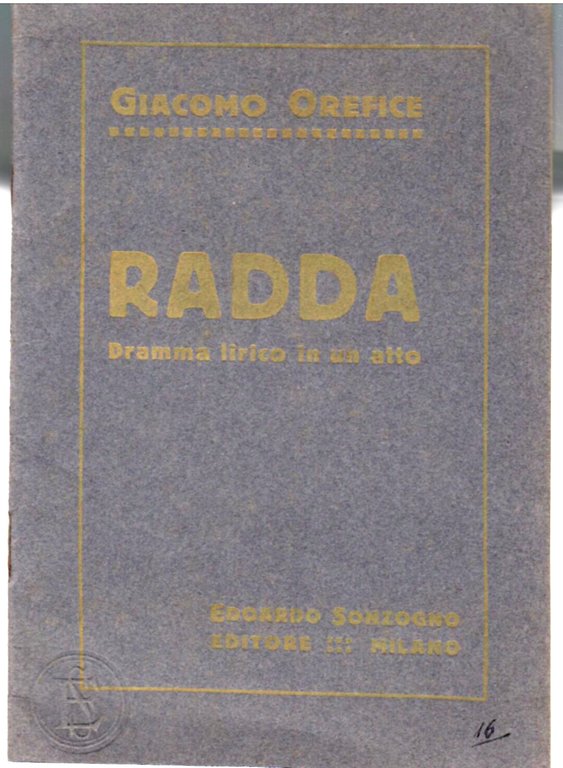 GIACOMO OREFICE
RADDA
Dramma lirico in un atto
EDOARDO SONZOGNO
EDITORE ⁝⁝⁝ MILANO
16